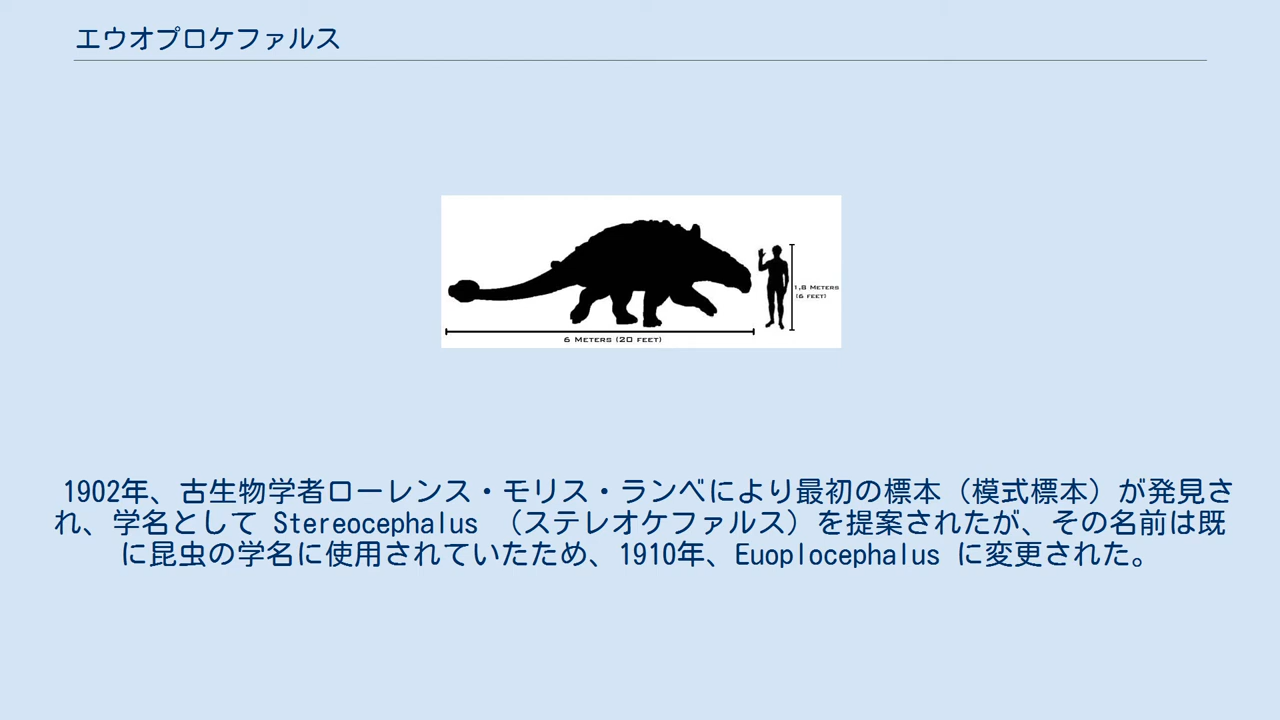 エウオプロケファルス
1,8 METERS
(6 FEET)
6 METERS (20 FEET)
1902年、古生物学者ローレンス・モリス・ランベにより最初の標本（模式標本）が発見さ
れ、学名として Stereocephalus （ステレオケファルス）を提案されたが、その名前は既
に昆虫の学名に使用されていたため、1910年、Euoplocephalus に変更された。